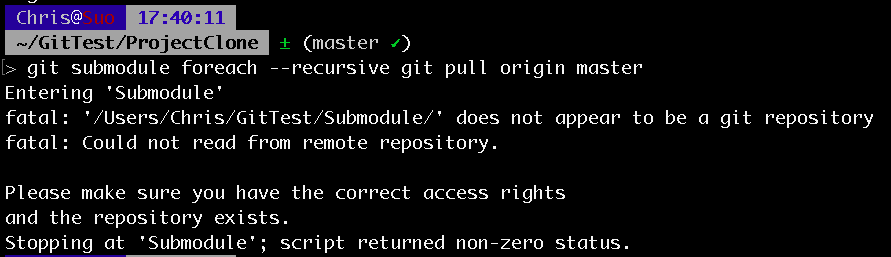 Chris@Suo 17:40:11
~/GitTest/ProjectClone ± (master ✓)
> git submodule foreach --recursive git pull origin master
Entering 'Submodule'
fatal: '/Users/Chris/GitTest/Submodule/' does not appear to be a git repository
fatal: Could not read from remote repository.
Please make sure you have the correct access rights
and the repository exists.
Stopping at 'Submodule'; script returned non-zero status.